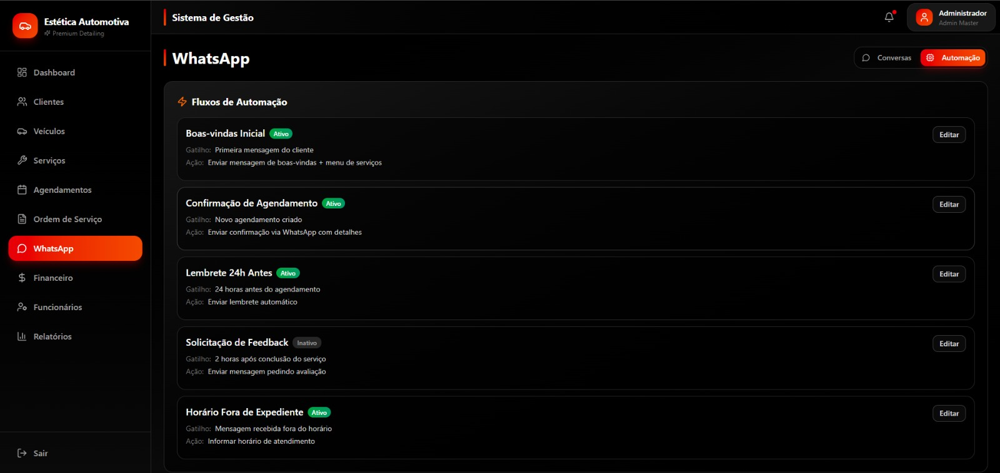 Estética Automotiva
Premium Detailing
Dashboard
Clientes
Veículos
Serviços
Agendamentos
Ordem de Serviço
WhatsApp
Financeiro
Funcionários
Relatórios
Sair
Sistema de Gestão
Administrador
Admin Master
WhatsApp
Conversas
Automação
Fluxos de Automação
Boas-vindas Inicial Ativo
Editar
Gatilho: Primeira mensagem do cliente
Ação: Enviar mensagem de boas-vindas + menu de serviços
Confirmação de Agendamento Ativo
Editar
Gatilho: Novo agendamento criado
Ação: Enviar confirmação via WhatsApp com detalhes
Lembrete 24h Antes Ativo
Editar
Gatilho: 24 horas antes do agendamento
Ação: Enviar lembrete automático
Solicitação de Feedback Inativo
Editar
Gatilho: 2 horas após conclusão do serviço
Ação: Enviar mensagem pedindo avaliação
Horário Fora de Expediente Ativo
Editar
Gatilho: Mensagem recebida fora do horário
Ação: Informar horário de atendimento